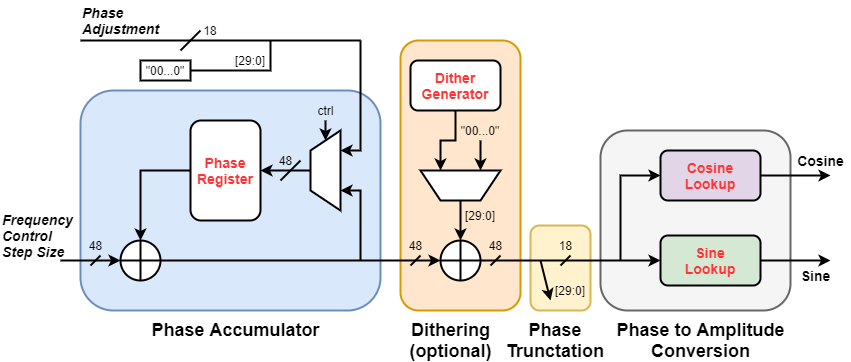 Phase
Adjustment
18
[29:0]
"00...0"
ctrl
Phase
Register
48
Frequency
Control
Step Size
48
Phase Accumulator
Dither
Generator
"00...0"
[29:0]
48
48
Dithering
(optional)
18
[29:0]
Phase
Trunctation
Cosine
Lookup
Cosine
Sine
Lookup
Sine
Phase to Amplitude
Conversion